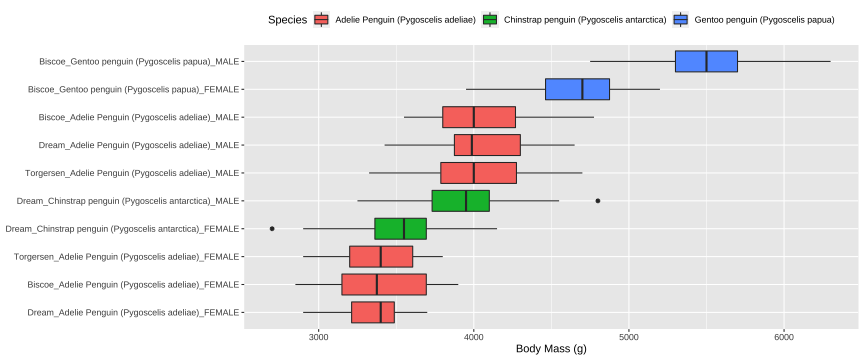 Species Adelie Penguin (Pygoscelis adeliae) Chinstrap penguin (Pygoscelis antarctica) Gentoo penguin (Pygoscelis papua)
Biscoe_Gentoo penguin (Pygoscelis papua)_MALE
Biscoe_Gentoo penguin (Pygoscelis papua)_FEMALE
Biscoe_Adelie Penguin (Pygoscelis adeliae)_MALE
Dream_Adelie Penguin (Pygoscelis adeliae)_MALE
Torgersen_Adelie Penguin (Pygoscelis adeliae)_MALE
Dream_Chinstrap penguin (Pygoscelis antarctica)_MALE
Dream_Chinstrap penguin (Pygoscelis antarctica)_FEMALE
Torgersen_Adelie Penguin (Pygoscelis adeliae)_FEMALE
Biscoe_Adelie Penguin (Pygoscelis adeliae)_FEMALE
Dream_Adelie Penguin (Pygoscelis adeliae)_FEMALE
3000 4000 5000 6000
Body Mass (g)